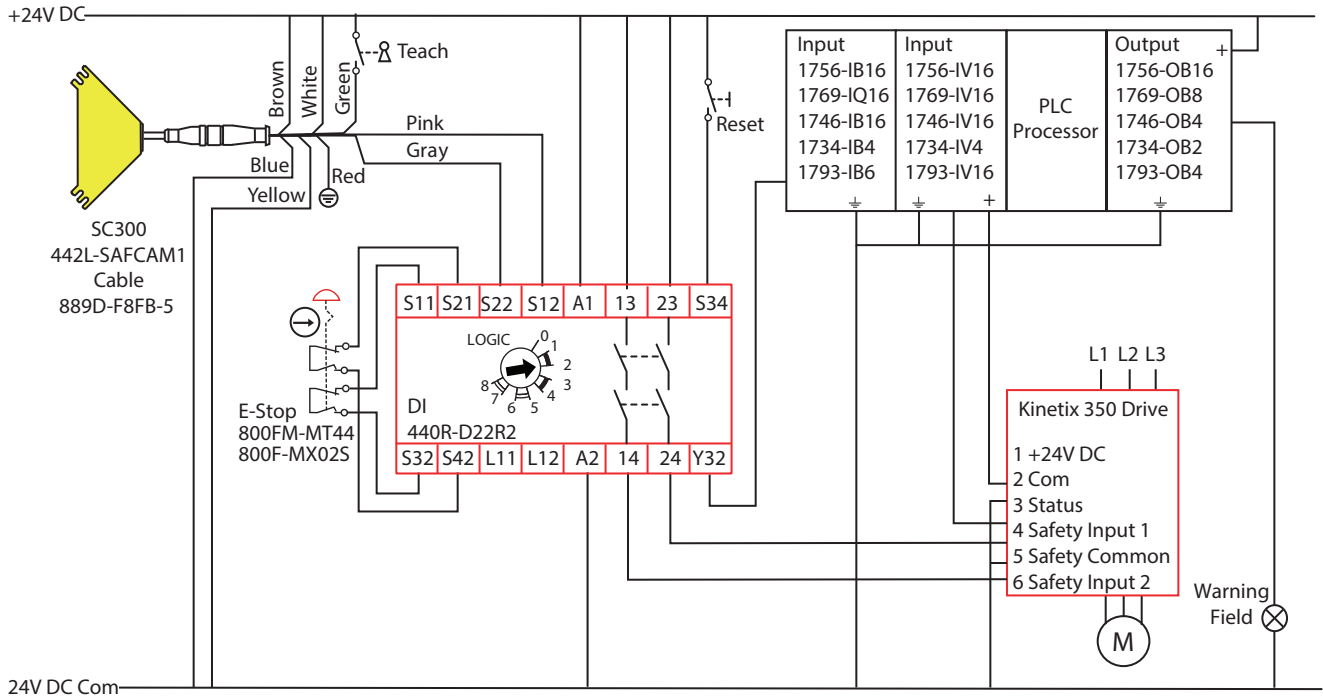 +24V DC
Brown
White
Green
Teach
Pink
Gray
Blue
Red
Yellow
SC300
442L-SAFCAM1
Cable
889D-F8FB-5
Reset
Input
1756-IB16
1769-IQ16
1746-IB16
1734-IB4
1793-IB6
Input
1756-IV16
1769-IV16
1746-IV16
1734-IV4
1793-IV16
+
PLC
Processor
Output
+
1756-OB16
1769-OB8
1746-OB4
1734-OB2
1793-OB4
S11 S21 S22 S12 A1 13 23 S34
LOGIC
0
1
2
3
4
5
6
7
8
DI
440R-D22R2
S32 S42 L11 L12 A2 14 24 Y32
E-Stop
800FM-MT44
800F-MX02S
L1 L2 L3
Kinetix 350 Drive
1 +24V DC
2 Com
3 Status
4 Safety Input 1
5 Safety Common
6 Safety Input 2
M
Warning
Field
24V DC Com